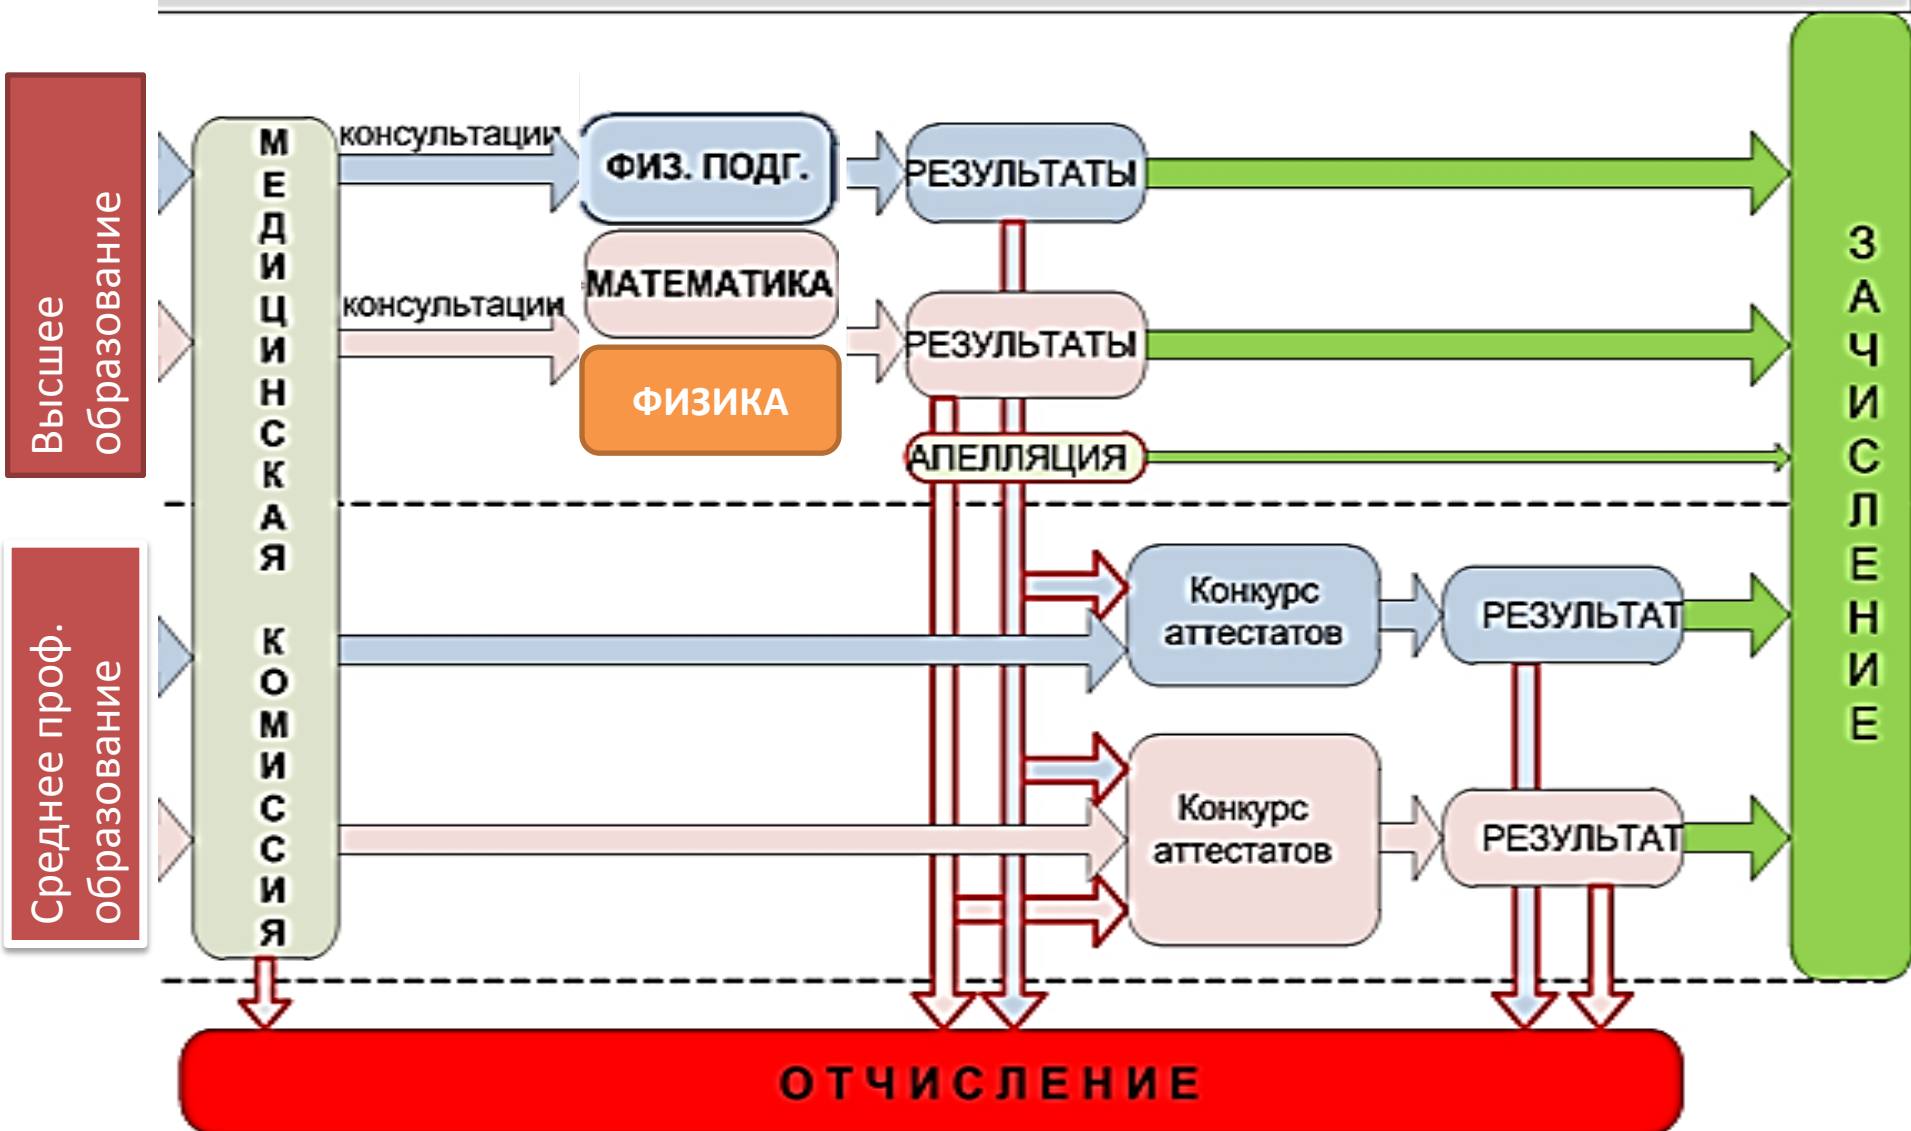 Высшее
образование
Среднее проф.
образование
МЕДИЦИНСКАЯ КОМИССИЯ
консультации
ФИЗ. ПОДГ.
РЕЗУЛЬТАТЫ
консультации
МАТЕМАТИКА
ФИЗИКА
РЕЗУЛЬТАТЫ
АПЕЛЛЯЦИЯ
Конкурс
аттестатов
РЕЗУЛЬТАТ
Конкурс
аттестатов
РЕЗУЛЬТАТ
ЗАЧИСЛЕНИЕ
ОТЧИСЛЕНИЕ